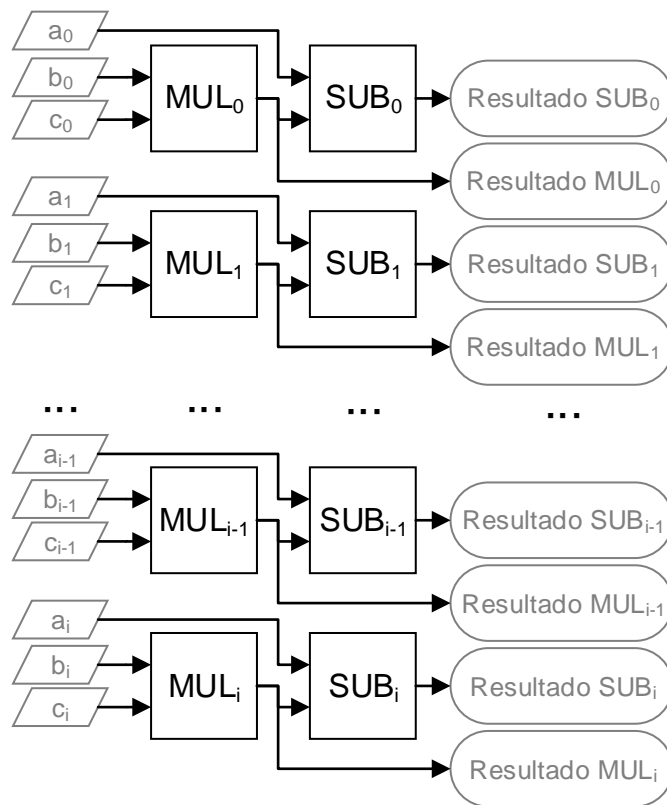 a₀
b₀ MUL₀ SUB₀ Resultado SUB₀
c₀
Resultado MUL₀
a₁
b₁ MUL₁ SUB₁ Resultado SUB₁
c₁
Resultado MUL₁
... ... ... ...
aᵢ₋₁
bᵢ₋₁ MULᵢ₋₁ SUBᵢ₋₁ Resultado SUBᵢ₋₁
cᵢ₋₁
Resultado MULᵢ₋₁
aᵢ
bᵢ MULᵢ SUBᵢ Resultado SUBᵢ
cᵢ
Resultado MULᵢ